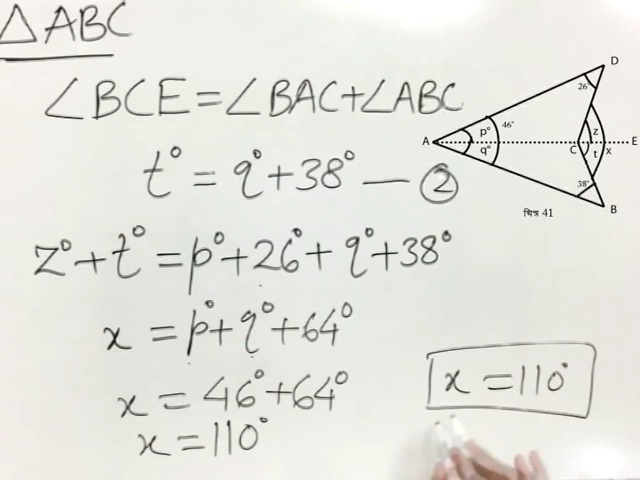 △ABC
∠BCE=∠BAC+∠ABC
t°=q°+38° — ②
z°+t°=p°+26°+q°+38°
x=p°+q°+64°
x=46°+64°
x=110°
x=110°
D
26°
A
p°
46°
z
C
E
q°
t
x
38°
B
चित्र 41